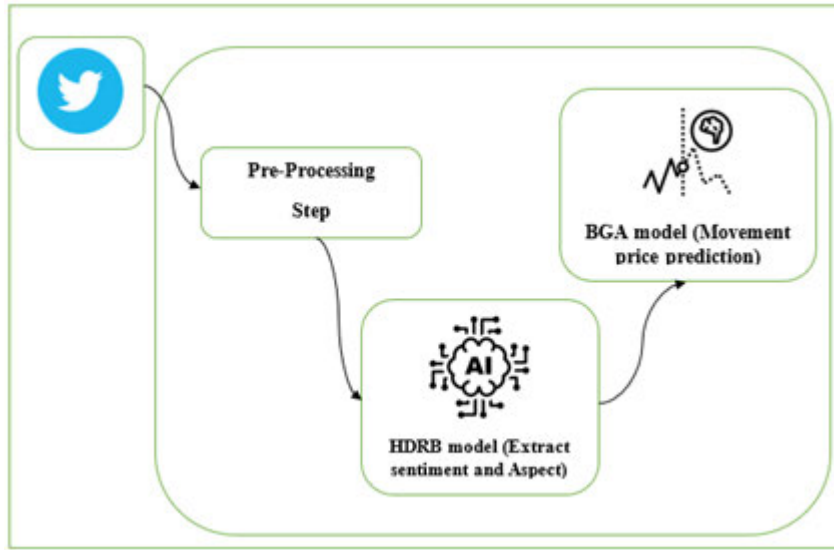 Pre-Processing
Step
AI
HDRB model (Extract
sentiment and Aspect)
BGA model (Movement
price prediction)